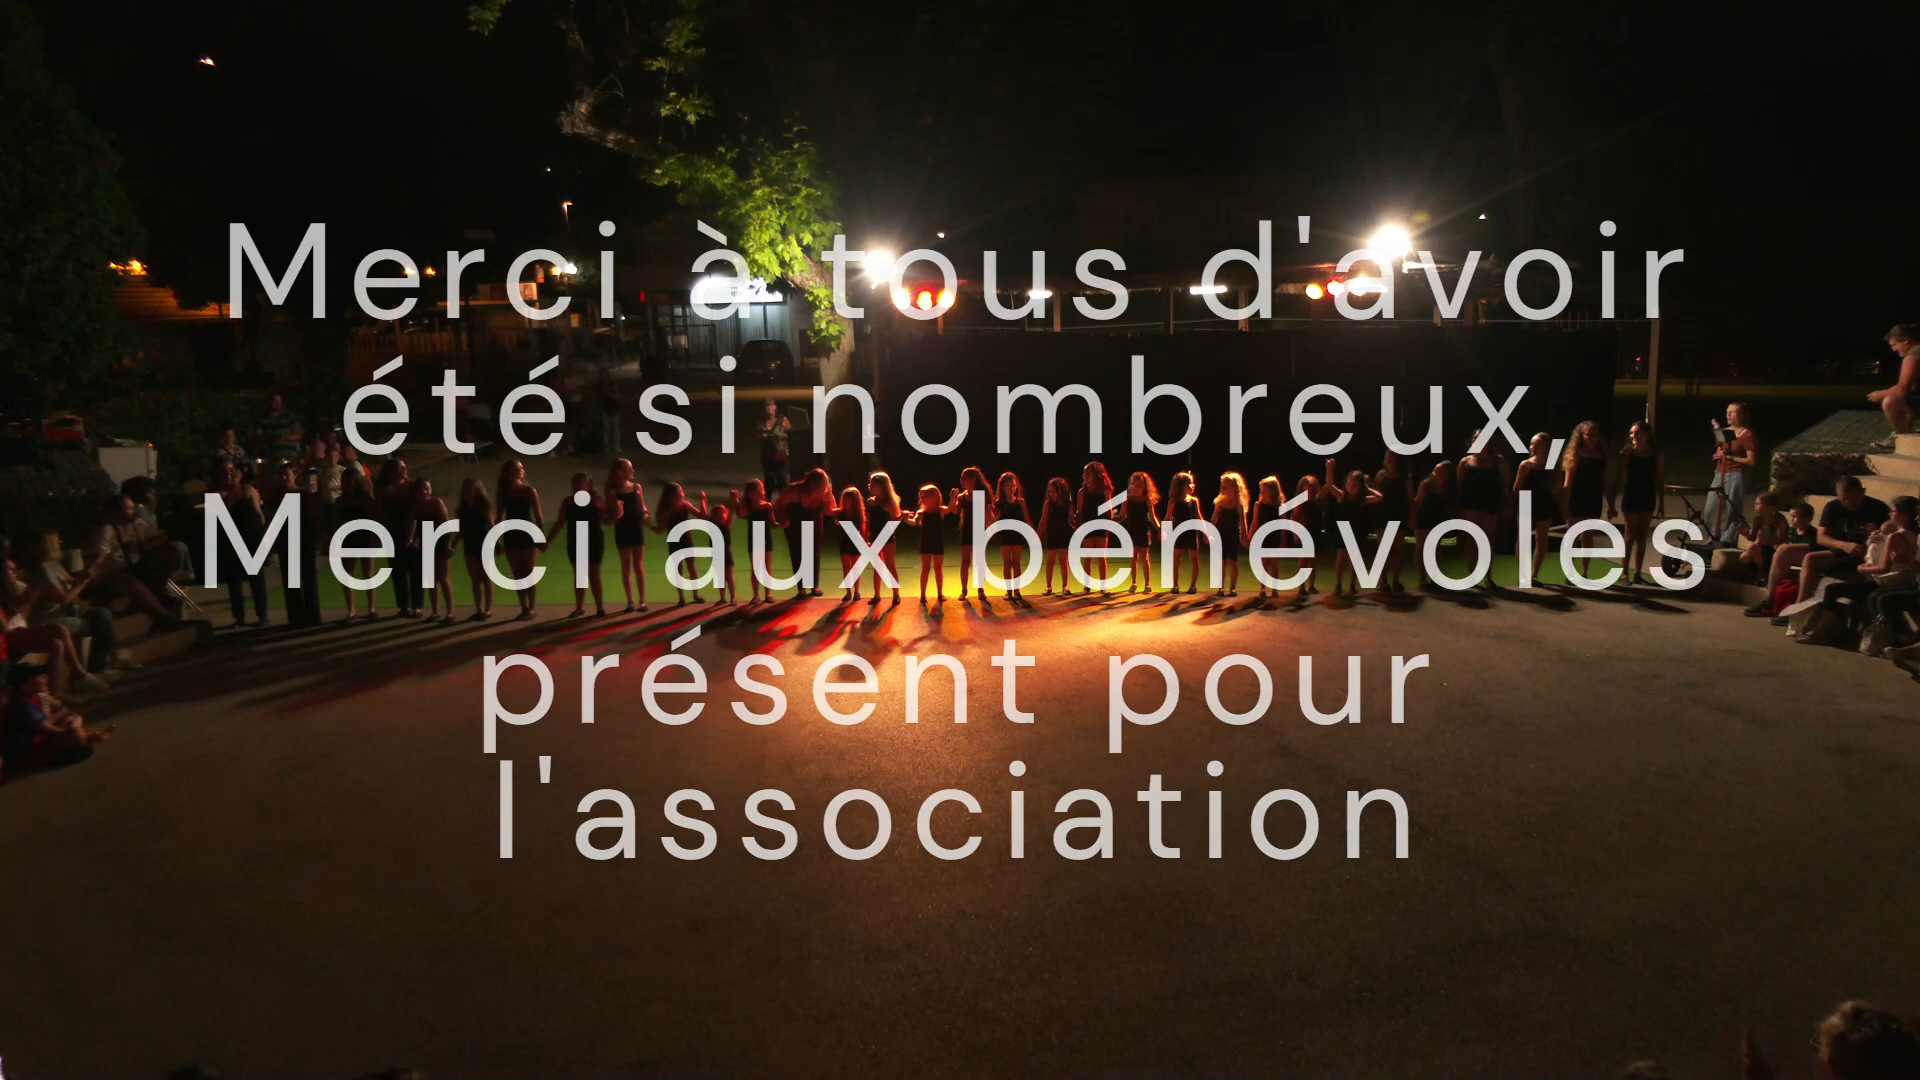 Merci à tous d'avoir
été si nombreux,
Merci aux bénévoles
présent pour
l'association